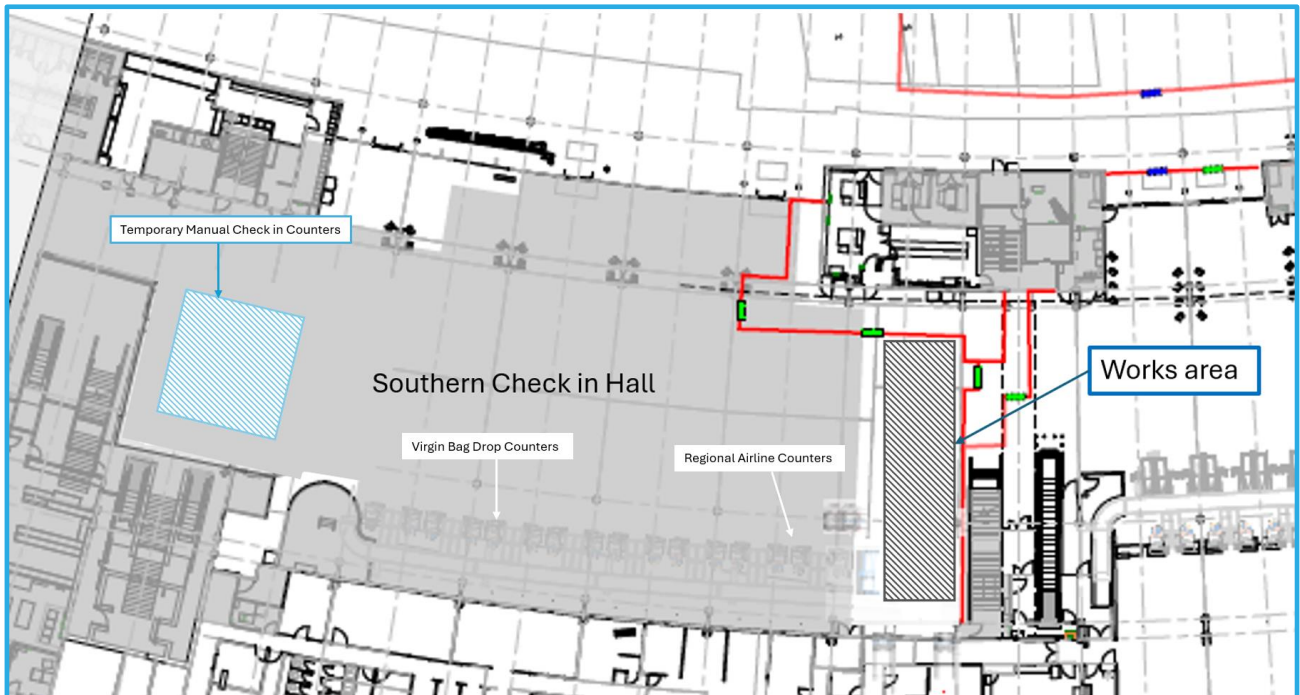 Temporary Manual Check in Counters
Southern Check in Hall
Works area
Virgin Bag Drop Counters
Regional Airline Counters